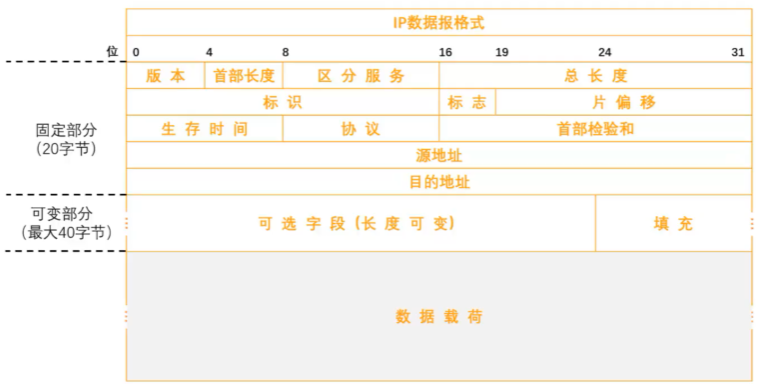 IP数据报格式
位 0 4 8 16 19 24 31
版 本 首部长度 区 分 服 务 总 长 度
标 识 标 志 片 偏 移
生 存 时 间 协 议 首部检验和
固定部分
（20字节）
源地址
目的地址
可变部分
（最大40字节）
可 选 字 段 (长 度 可 变) 填 充
数 据 载 荷